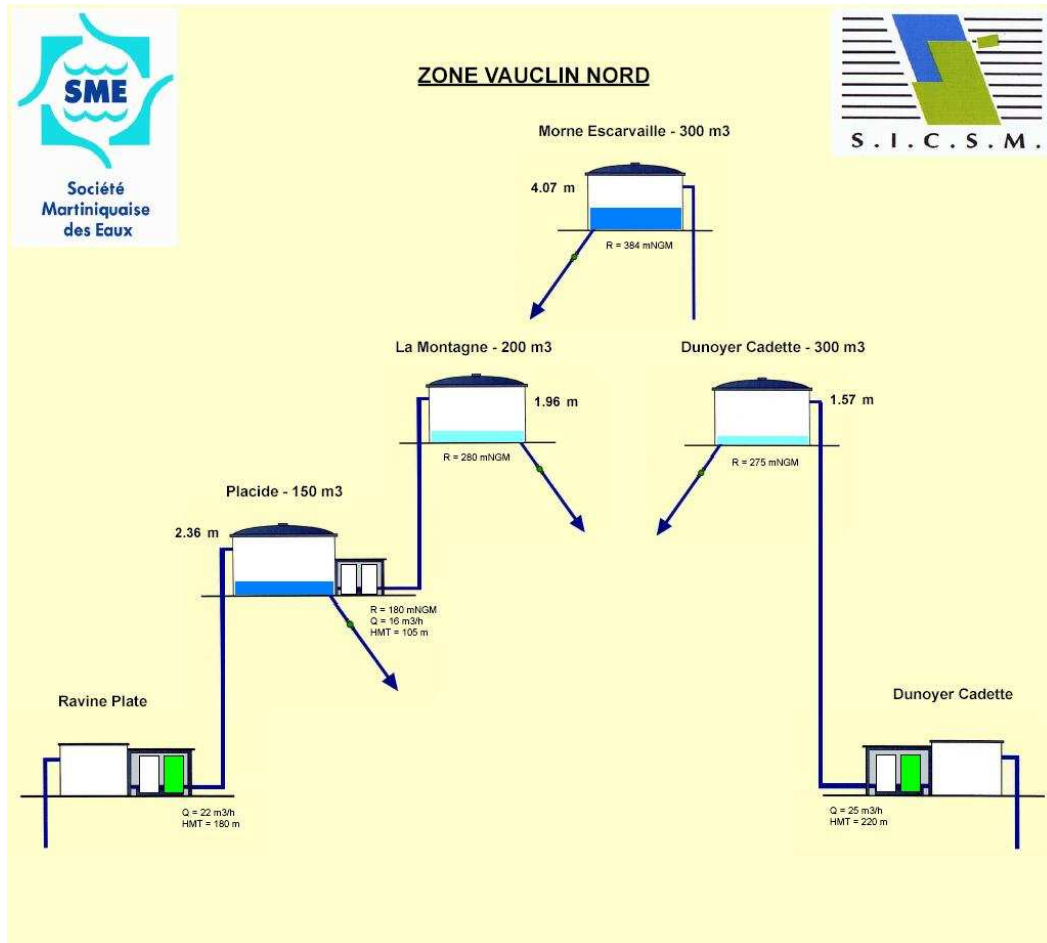 SME
Société
Martiniquaise
des Eaux
ZONE VAUCLIN NORD
S. I. C. S. M.
Morne Escarvaille - 300 m3
4.07 m
R = 384 mNGM
La Montagne - 200 m3
1.96 m
R = 280 mNGM
Dunoyer Cadette - 300 m3
1.57 m
R = 275 mNGM
Placide - 150 m3
2.36 m
R = 180 mNGM
Q = 16 m3/h
HMT = 105 m
Ravine Plate
Q = 22 m3/h
HMT = 180 m
Dunoyer Cadette
Q = 25 m3/h
HMT = 220 m